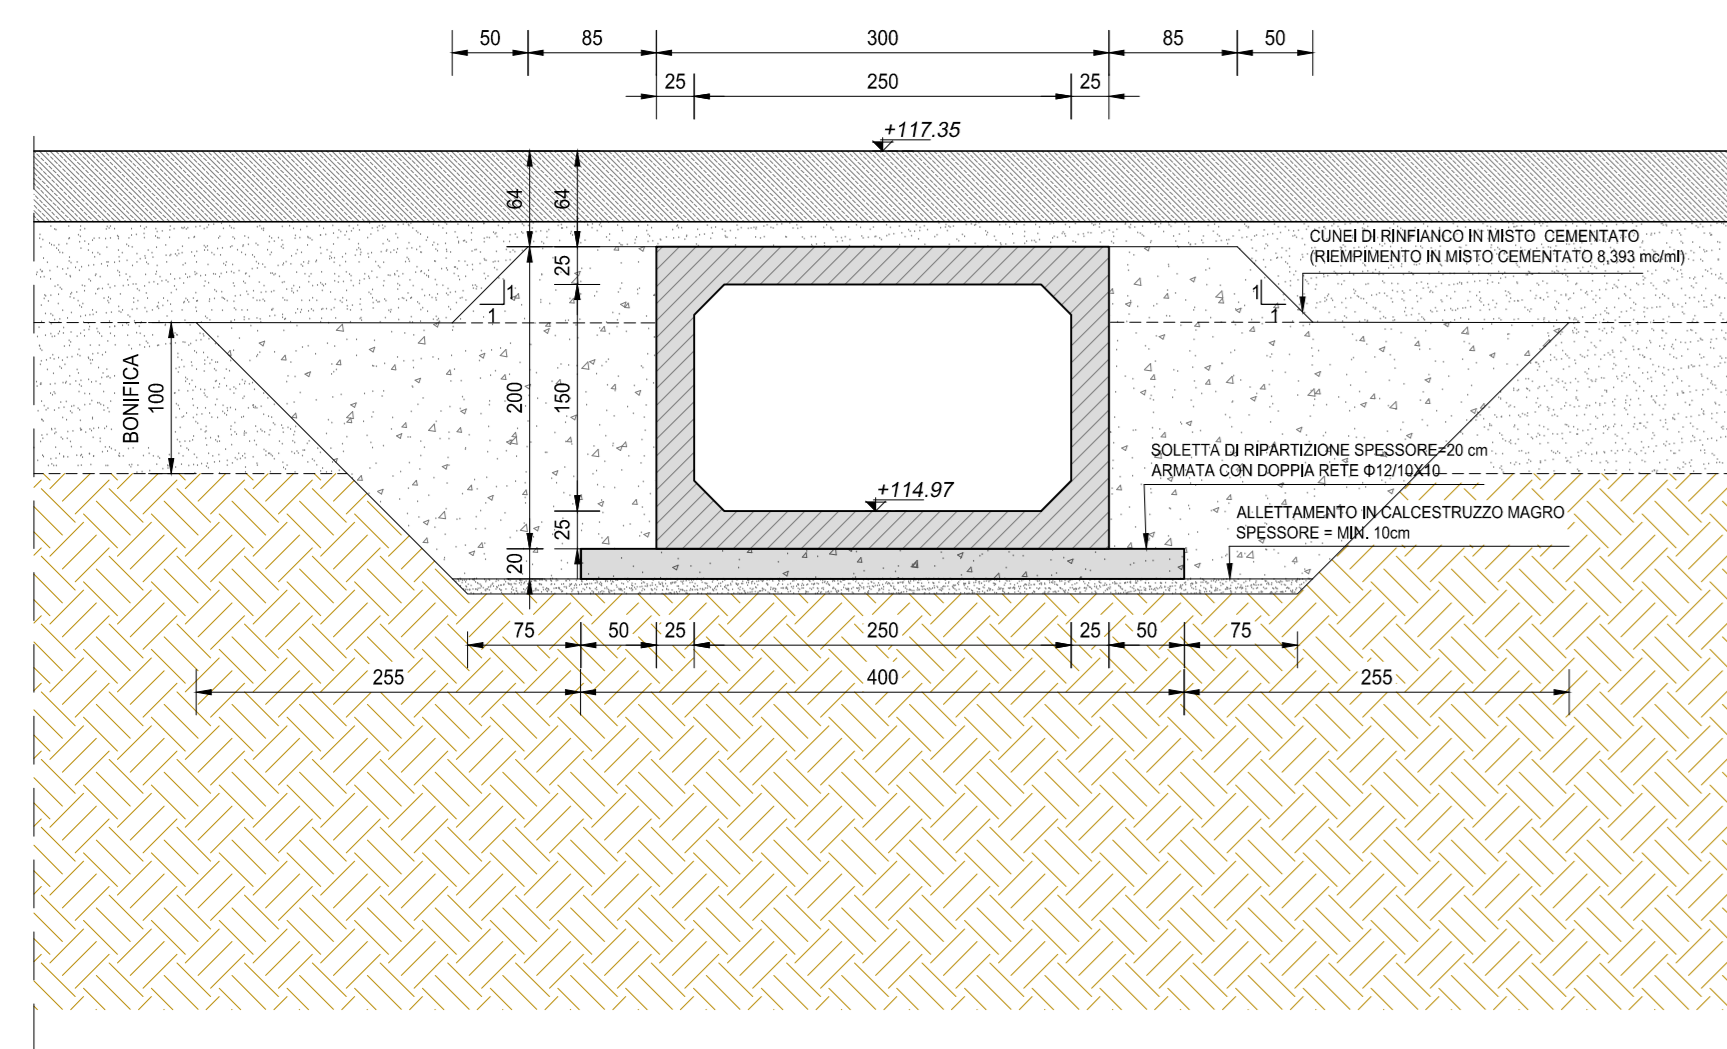 50 85 300 85 50
25 250 25
+117.35
64 64
CUNEI DI RINFIANCO IN MISTO CEMENTATO
(RIEMPIMENTO IN MISTO CEMENTATO 8,393 mc/ml)
25
1 1
1 1
BONIFICA
100
200 150
SOLETTA DI RIPARTIZIONE SPESSORE=20 cm
ARMATA CON DOPPIA RETE Φ12/10X10
+114.97
ALLETTAMENTO IN CALCESTRUZZO MAGRO
SPESSORE = MIN. 10cm
25
20
75 50 25 250 25 50 75
255 400 255